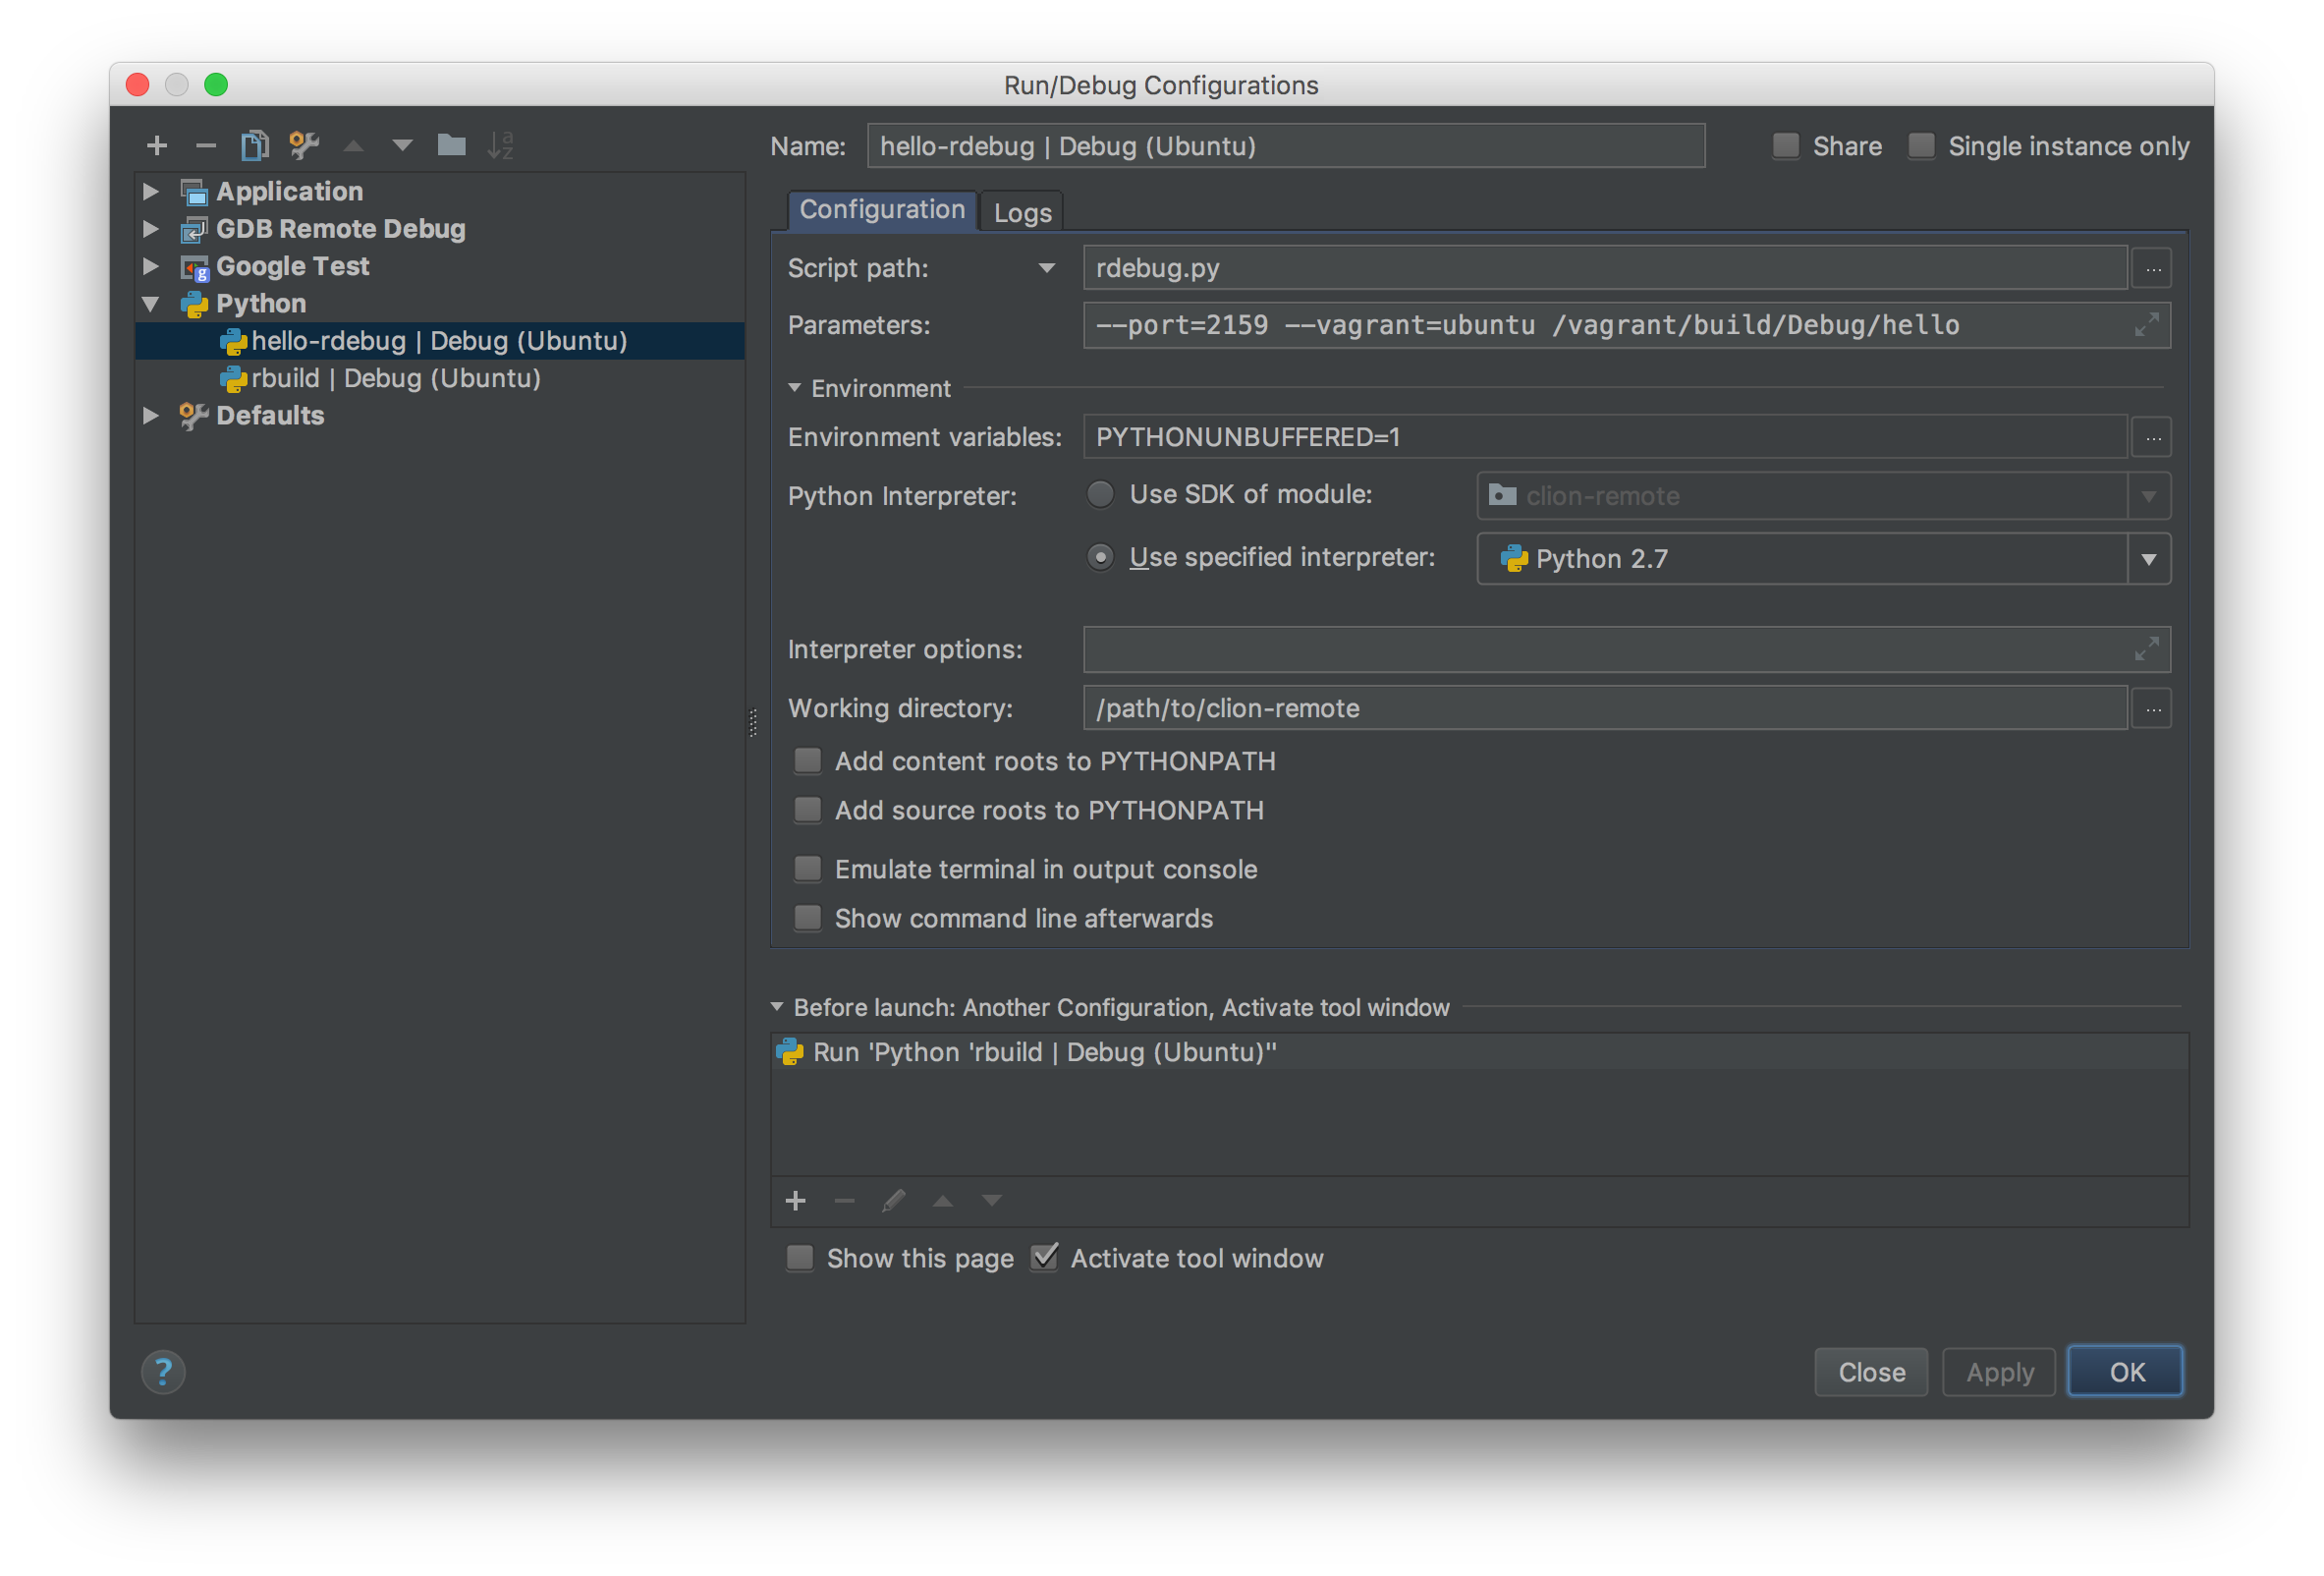 Run/Debug Configurations
Name: hello-rdebug | Debug (Ubuntu) Share Single instance only
Application
GDB Remote Debug
Google Test
Python
hello-rdebug | Debug (Ubuntu)
rbuild | Debug (Ubuntu)
Defaults
Configuration Logs
Script path: rdebug.py ...
Parameters: --port=2159 --vagrant=ubuntu /vagrant/build/Debug/hello
Environment
Environment variables: PYTHONUNBUFFERED=1 ...
Python Interpreter: Use SDK of module: clion-remote
Use specified interpreter: Python 2.7
Interpreter options:
Working directory: /path/to/clion-remote ...
Add content roots to PYTHONPATH
Add source roots to PYTHONPATH
Emulate terminal in output console
Show command line afterwards
Before launch: Another Configuration, Activate tool window
Run 'Python 'rbuild | Debug (Ubuntu)''
Show this page Activate tool window
? Close Apply OK